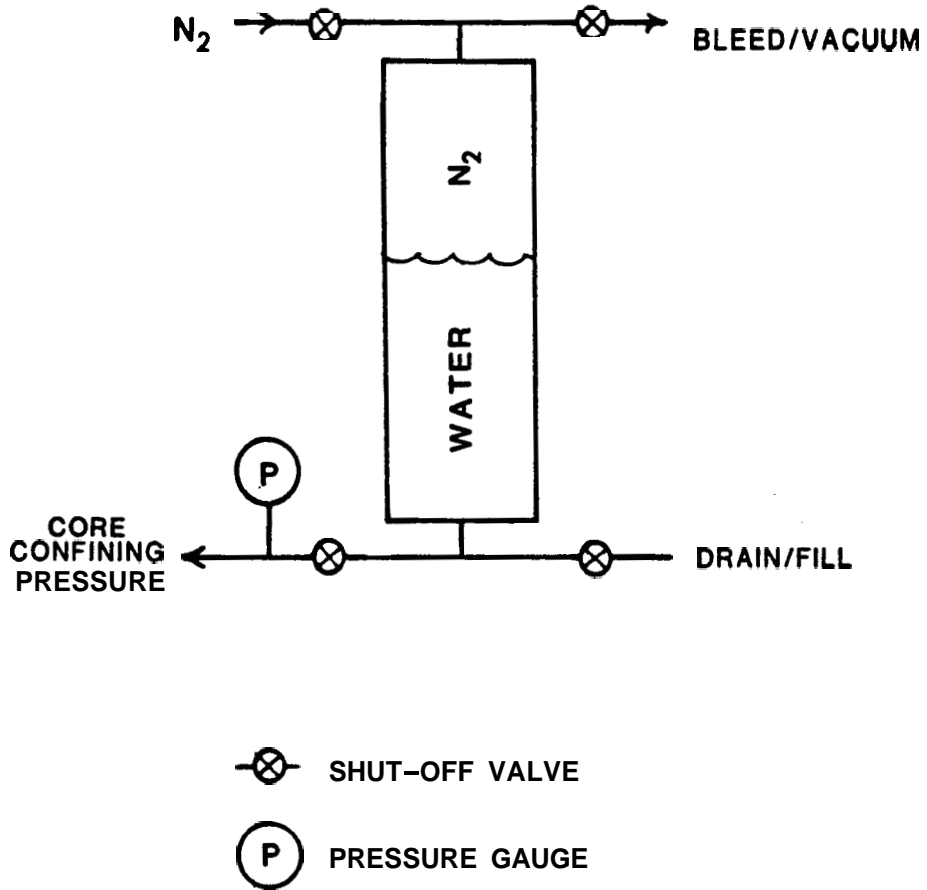 N₂
BLEED/VACUUM
N₂
WATER
P
CORE
CONFINING
PRESSURE
DRAIN/FILL
SHUT-OFF VALVE
P
PRESSURE GAUGE